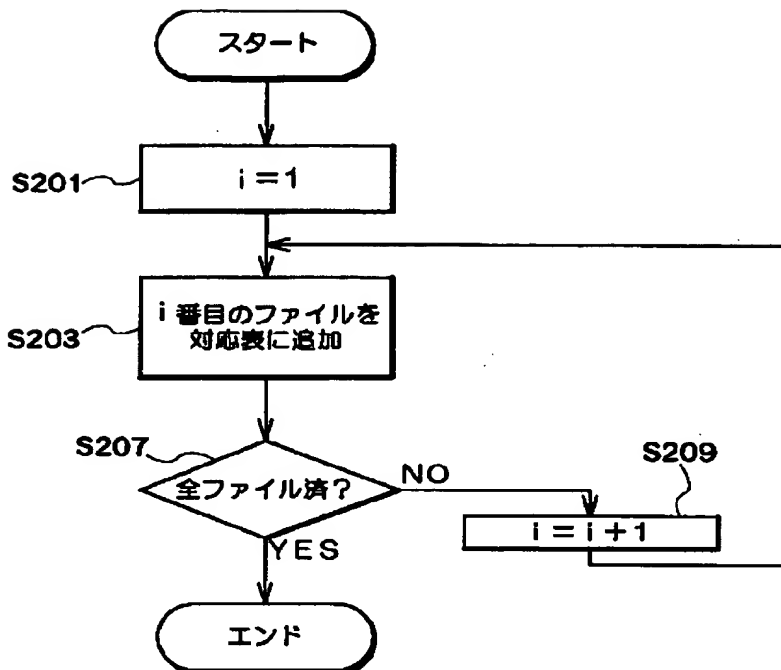 スタート
S201
i=1
S203
i番目のファイルを
対応表に追加
S207
全ファイル済?
NO
S209
i=i+1
YES
エンド